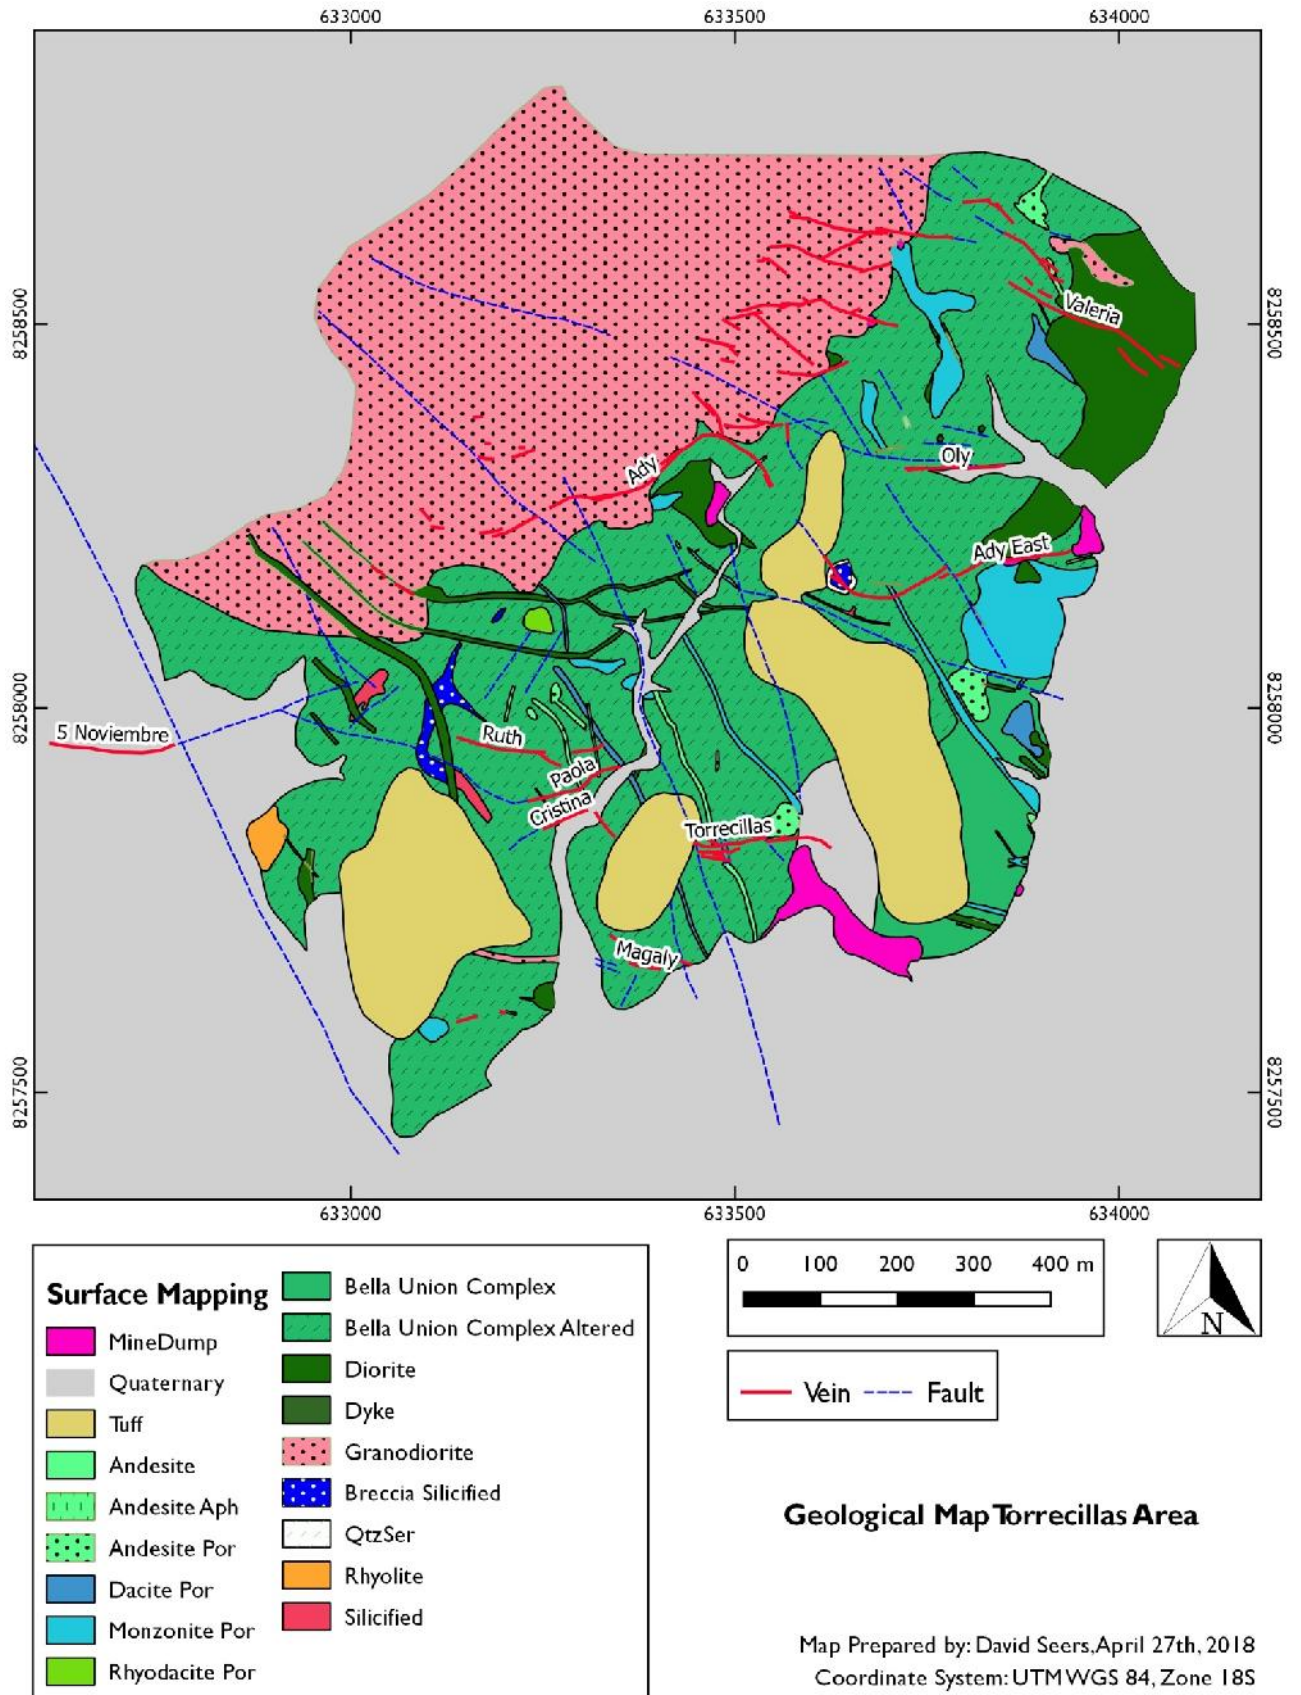 633000 633500 634000
8258500 8258500
8258000 8258000
8257500 8257500
Valeria
Ady
Oly
Ady East
5 Noviembre
Ruth
Paola
Cristina
Torrecillas
Magaly
633000 633500 634000
Surface Mapping
MineDump
Quaternary
Tuff
Andesite
Andesite Aph
Andesite Por
Dacite Por
Monzonite Por
Rhyodacite Por
Bella Union Complex
Bella Union Complex Altered
Diorite
Dyke
Granodiorite
Breccia Silicified
QtzSer
Rhyolite
Silicified
0 100 200 300 400 m
N
Vein Fault
Geological Map Torrecillas Area
Map Prepared by: David Seers, April 27th, 2018
Coordinate System: UTM WGS 84, Zone 18S